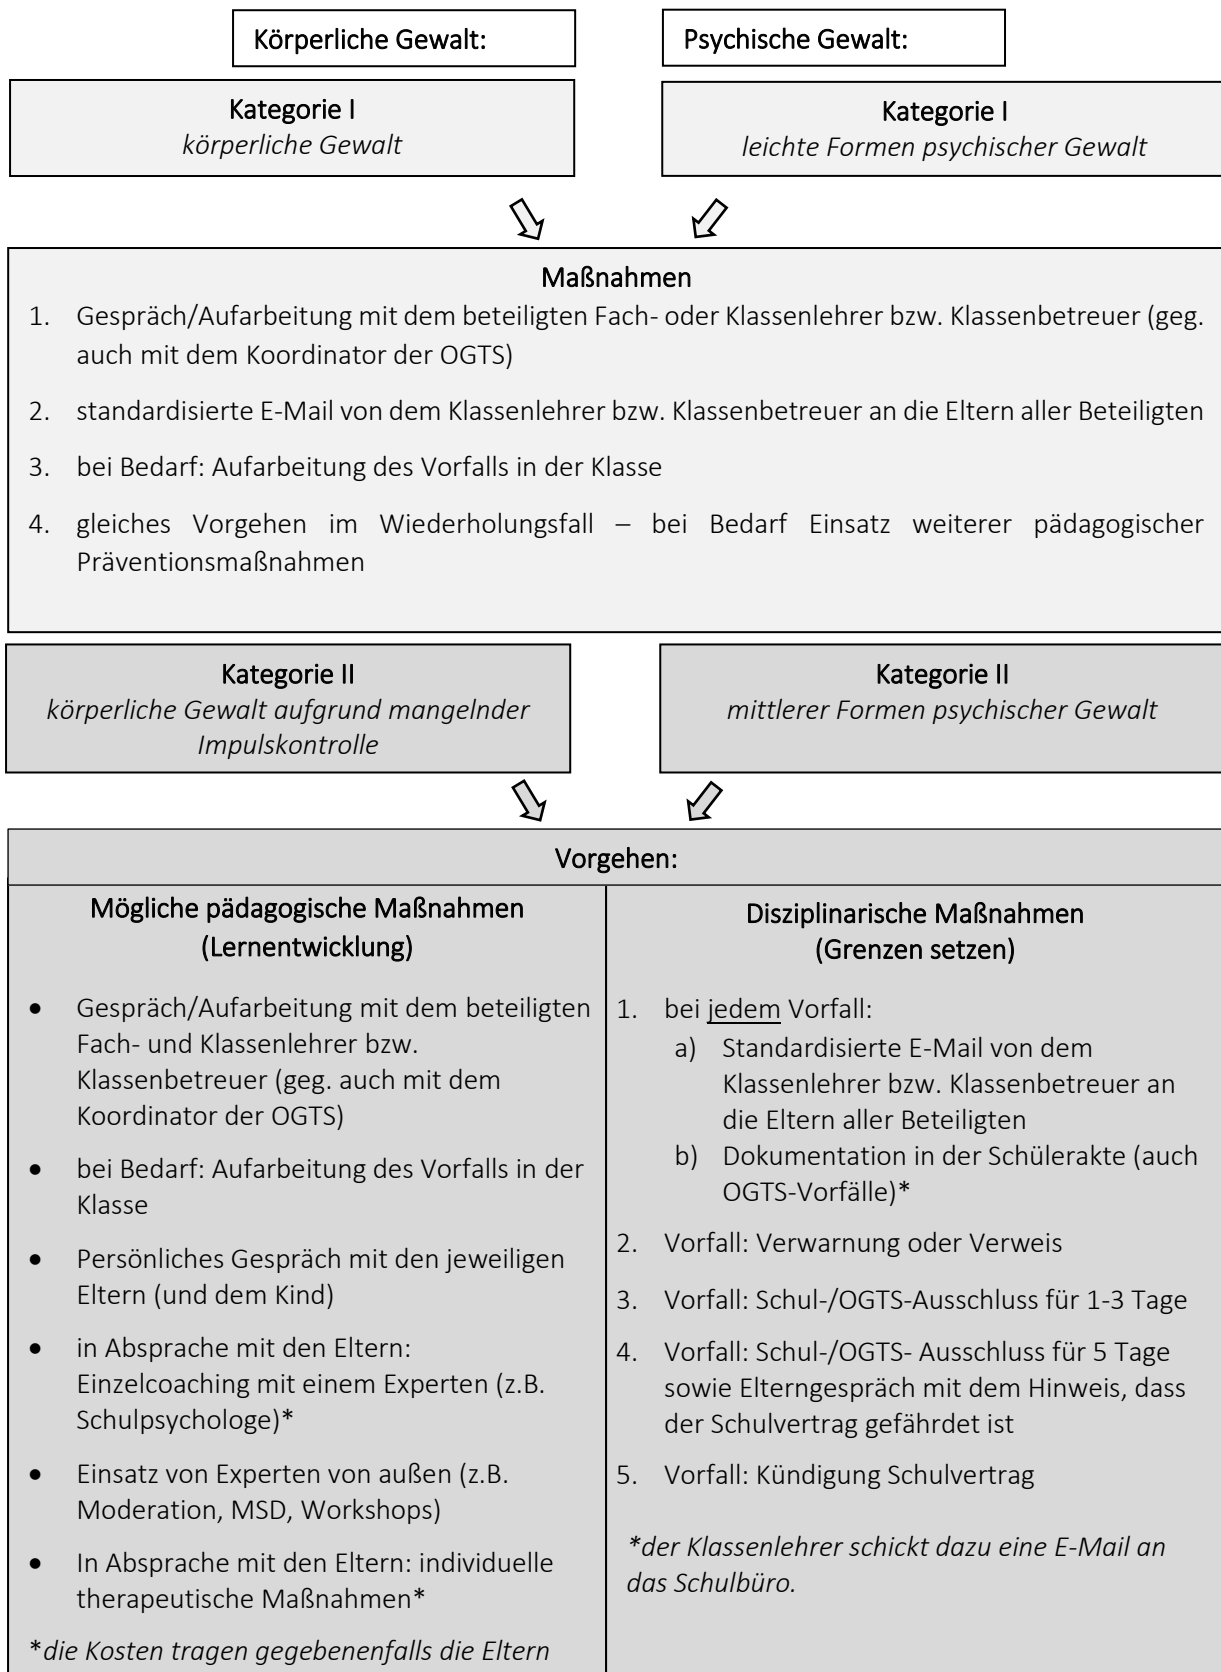 Körperliche Gewalt:
Psychische Gewalt:
Kategorie I
körperliche Gewalt
Kategorie I
leichte Formen psychischer Gewalt
Maßnahmen
1. Gespräch/Aufarbeitung mit dem beteiligten Fach- oder Klassenlehrer bzw. Klassenbetreuer (geg.
auch mit dem Koordinator der OGTS)
2. standardisierte E-Mail von dem Klassenlehrer bzw. Klassenbetreuer an die Eltern aller Beteiligten
3. bei Bedarf: Aufarbeitung des Vorfalls in der Klasse
4. gleiches Vorgehen im Wiederholungsfall – bei Bedarf Einsatz weiterer pädagogischer
Präventionsmaßnahmen
Kategorie II
körperliche Gewalt aufgrund mangelnder
Impulskontrolle
Kategorie II
mittlerer Formen psychischer Gewalt
Vorgehen:
Mögliche pädagogische Maßnahmen
(Lernentwicklung)
• Gespräch/Aufarbeitung mit dem beteiligten
Fach- und Klassenlehrer bzw.
Klassenbetreuer (geg. auch mit dem
Koordinator der OGTS)
• bei Bedarf: Aufarbeitung des Vorfalls in der
Klasse
• Persönliches Gespräch mit den jeweiligen
Eltern (und dem Kind)
• in Absprache mit den Eltern:
Einzelcoaching mit einem Experten (z.B.
Schulpsychologe)*
• Einsatz von Experten von außen (z.B.
Moderation, MSD, Workshops)
• In Absprache mit den Eltern: individuelle
therapeutische Maßnahmen*
*die Kosten tragen gegebenenfalls die Eltern
Disziplinarische Maßnahmen
(Grenzen setzen)
1. bei jedem Vorfall:
a) Standardisierte E-Mail von dem
Klassenlehrer bzw. Klassenbetreuer an
die Eltern aller Beteiligten
b) Dokumentation in der Schülerakte (auch
OGTS-Vorfälle)*
2. Vorfall: Verwarnung oder Verweis
3. Vorfall: Schul-/OGTS-Ausschluss für 1-3 Tage
4. Vorfall: Schul-/OGTS- Ausschluss für 5 Tage
sowie Elterngespräch mit dem Hinweis, dass
der Schulvertrag gefährdet ist
5. Vorfall: Kündigung Schulvertrag
*der Klassenlehrer schickt dazu eine E-Mail an
das Schulbüro.